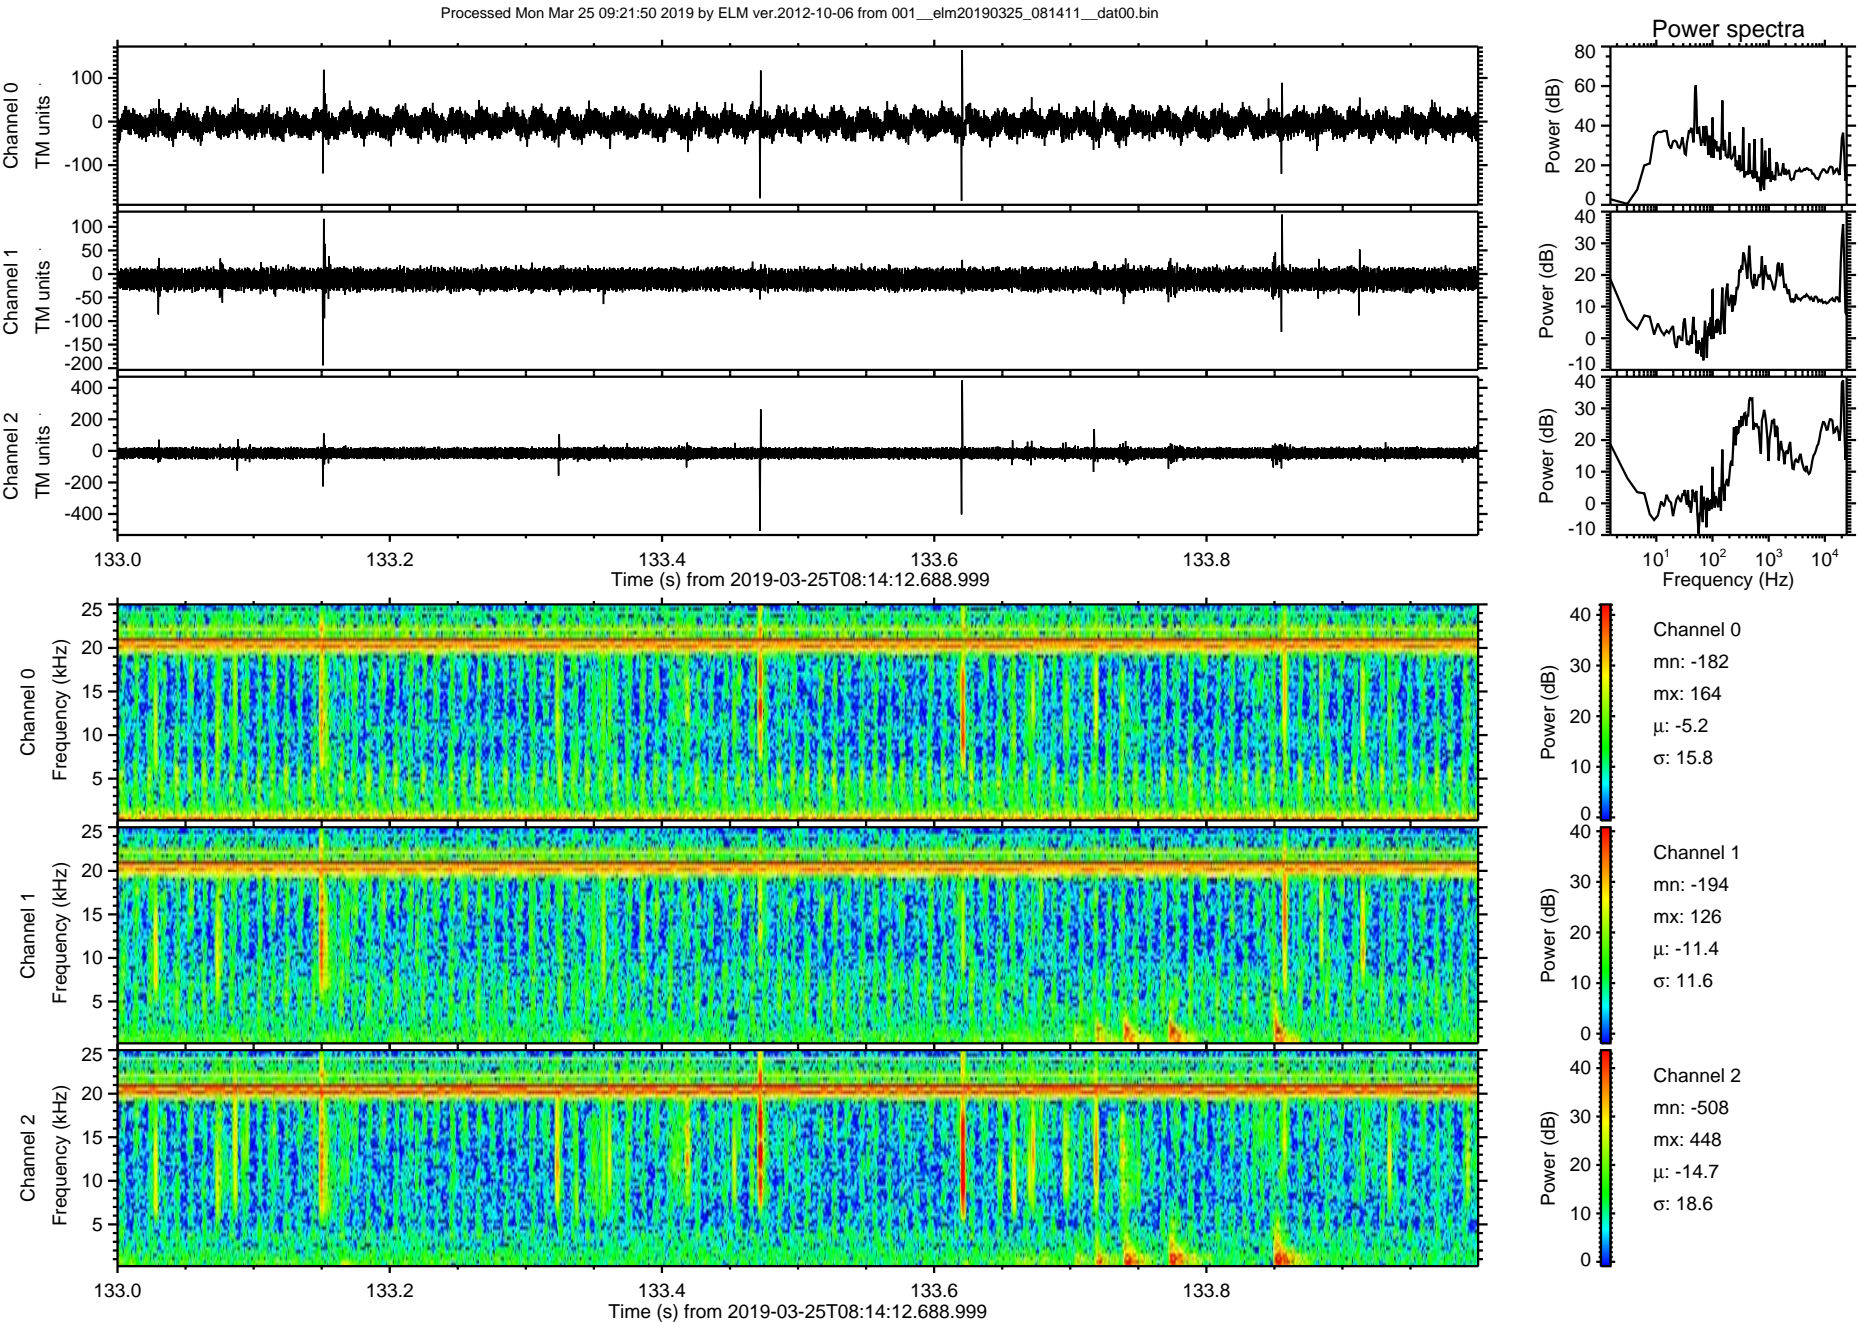 Processed Mon Mar 25 09:21:50 2019 by ELM ver.2012-10-06 from 001__elm20190325_081411__dat00.bin
Power spectra
Channel 0
TM units
100
0
-100
Power (dB)
80
60
40
20
0
Channel 1
TM units
100
50
0
-50
-100
-150
-200
Power (dB)
40
30
20
10
0
-10
Channel 2
TM units
400
200
0
-200
-400
Power (dB)
40
30
20
10
0
-10
133.0 133.2 133.4 133.6 133.8
Time (s) from 2019-03-25T08:14:12.688.999
10¹ 10² 10³ 10⁴
Frequency (Hz)
Channel 0
Frequency (kHz)
25
20
15
10
5
Power (dB)
40
30
20
10
0
Channel 0
mn: -182
mx: 164
µ: -5.2
σ: 15.8
Channel 1
Frequency (kHz)
25
20
15
10
5
Power (dB)
40
30
20
10
0
Channel 1
mn: -194
mx: 126
µ: -11.4
σ: 11.6
Channel 2
Frequency (kHz)
25
20
15
10
5
Power (dB)
40
30
20
10
0
Channel 2
mn: -508
mx: 448
µ: -14.7
σ: 18.6
133.0 133.2 133.4 133.6 133.8
Time (s) from 2019-03-25T08:14:12.688.999